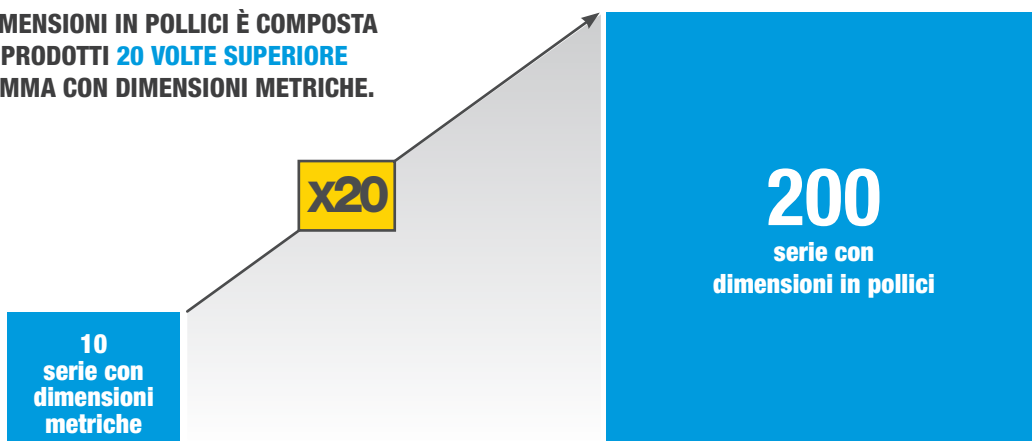 MENSIONI IN POLLICI È COMPOSTA
PRODOTTI 20 VOLTE SUPERIORE
MMA CON DIMENSIONI METRICHE.
x20
200
serie con
dimensioni in pollici
10
serie con
dimensioni
metriche